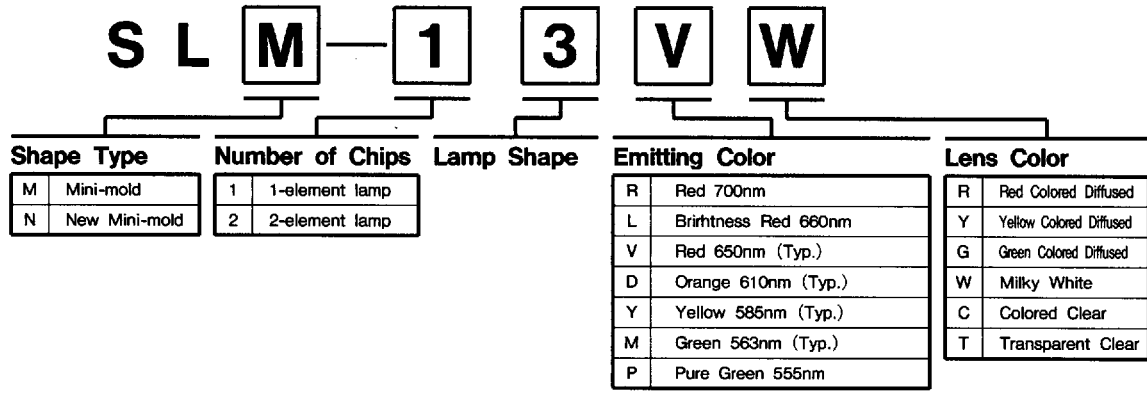 S L M — 1 3 V W
Shape Type
M Mini-mold
N New Mini-mold
Number of Chips
1 1-element lamp
2 2-element lamp
Lamp Shape
Emitting Color
R Red 700nm
L Brirhtness Red 660nm
V Red 650nm (Typ.)
D Orange 610nm (Typ.)
Y Yellow 585nm (Typ.)
M Green 563nm (Typ.)
P Pure Green 555nm
Lens Color
R Red Colored Diffused
Y Yellow Colored Diffused
G Green Colored Diffused
W Milky White
C Colored Clear
T Transparent Clear